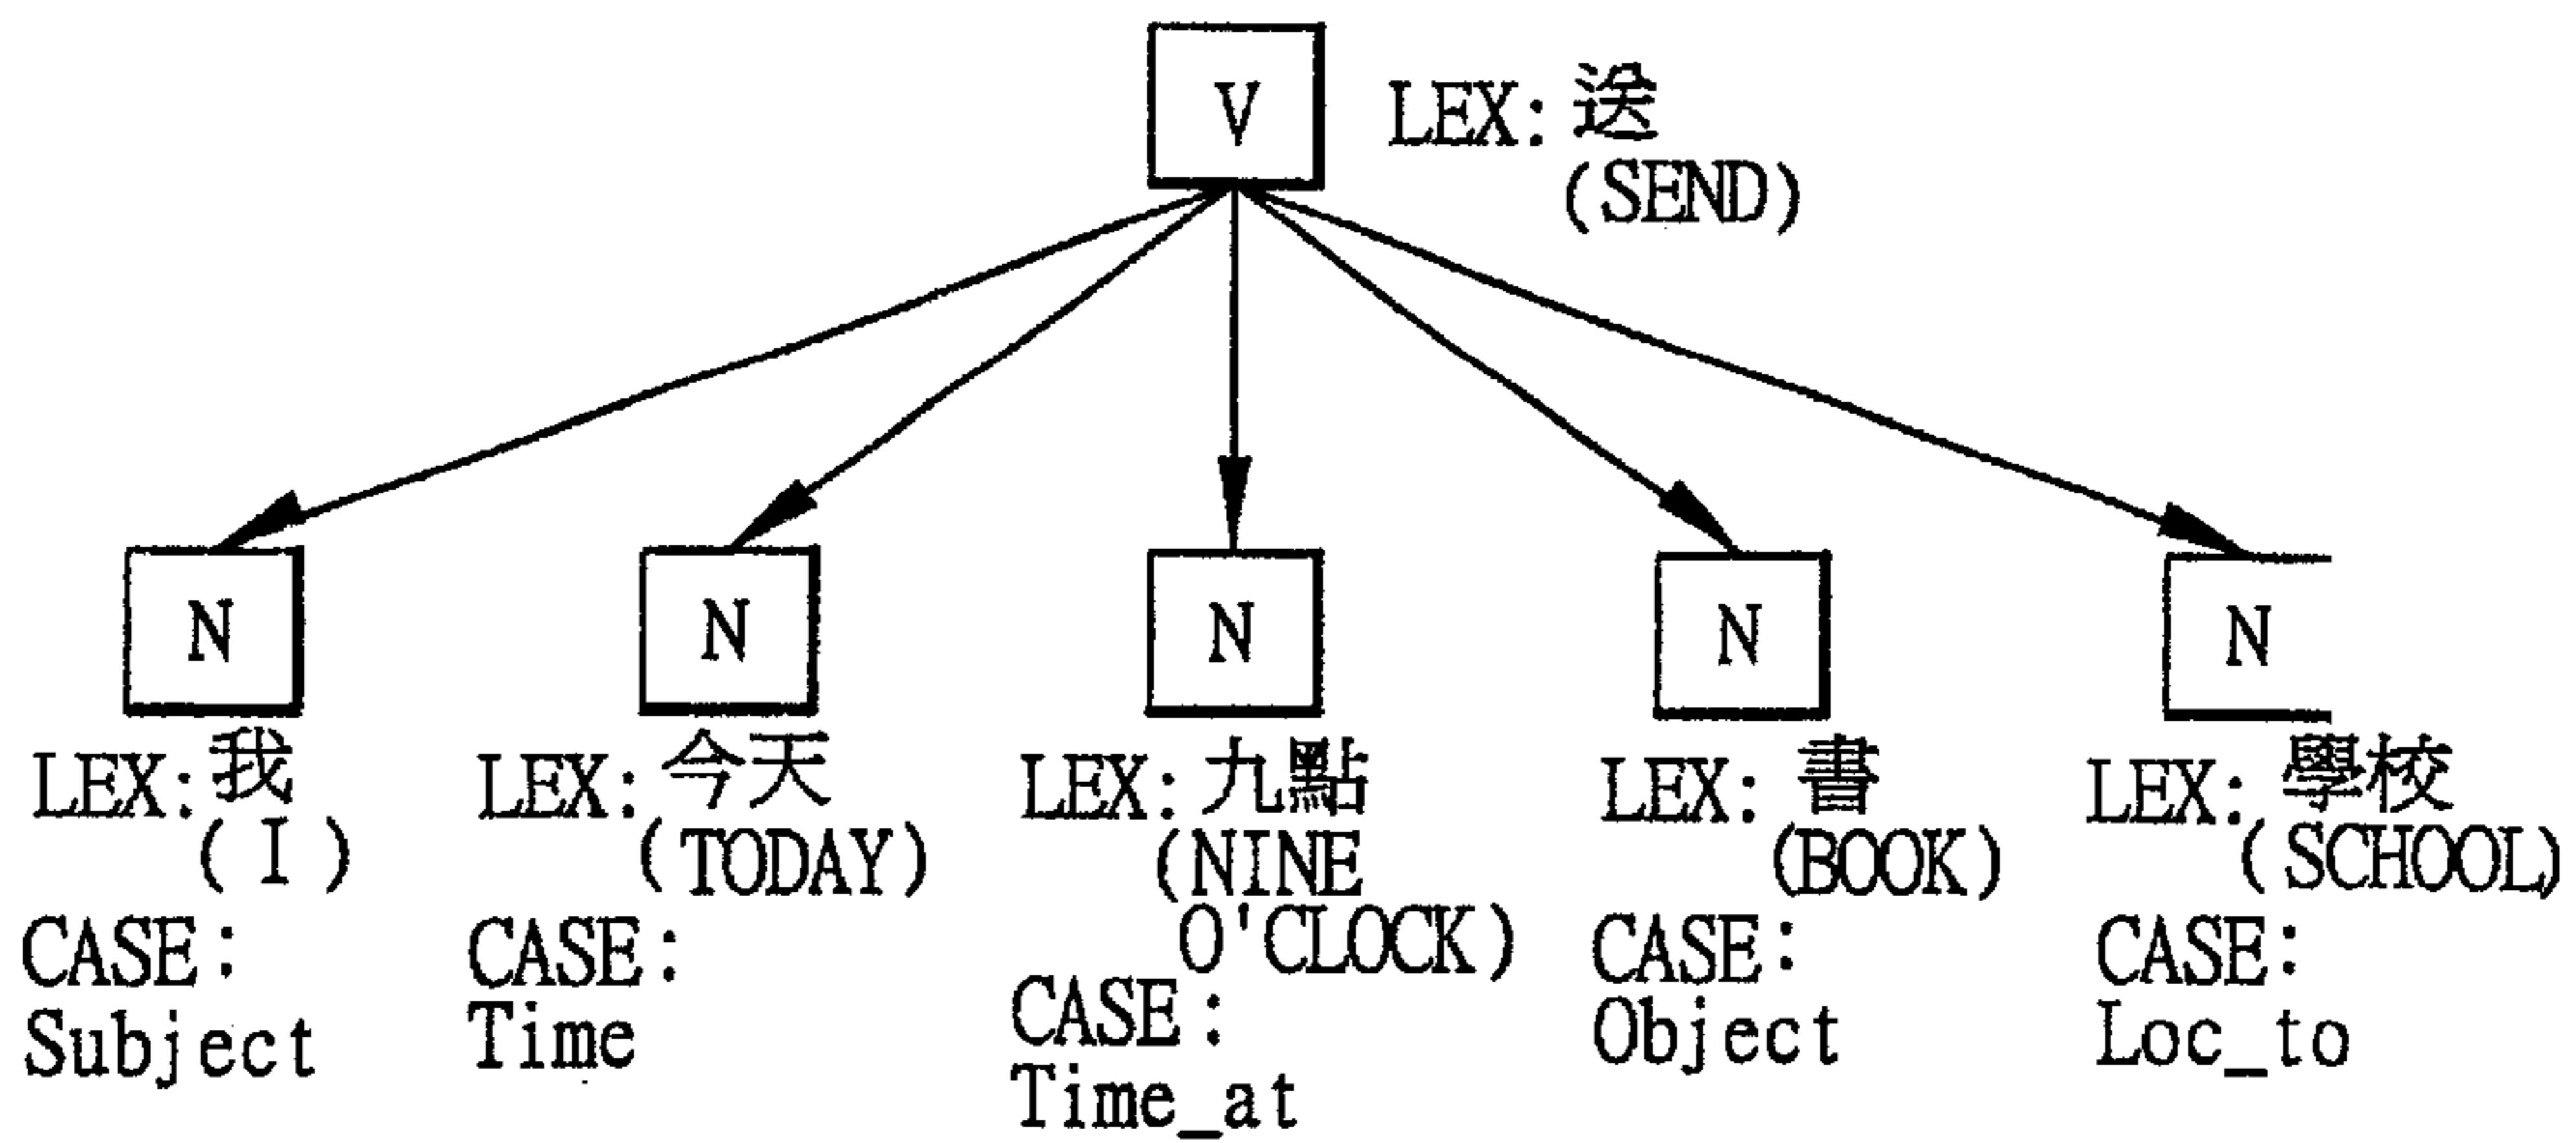 V
LEX: 送
(SEND)
N
N
N
N
N
LEX: 我
(I)
CASE:
Subject
LEX: 今天
(TODAY)
CASE:
Time
LEX: 九點
(NINE
O'CLOCK)
CASE:
Time_at
LEX: 書
(BOOK)
CASE:
Object
LEX: 學校
(SCHOOL)
CASE:
Loc_to